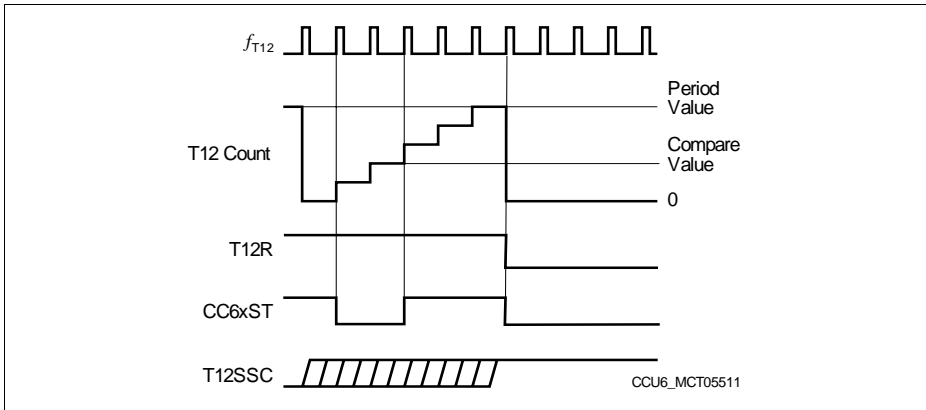 fT12
Period
Value
T12 Count
Compare
Value
0
T12R
CC6xST
T12SSC
CCU6_MCT05511